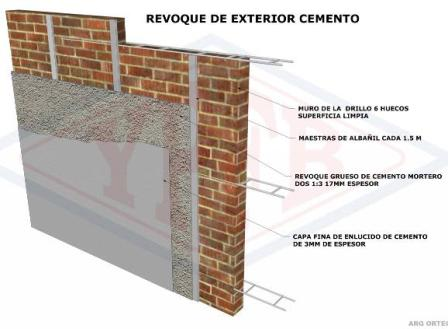 REVOQUE DE EXTERIOR CEMENTO
MURO DE LA DRILLO 6 HUECOS
SUPERFICIA LIMPIA
MAESTRAS DE ALBAÑIL CADA 1.5 M
REVOQUE GRUESO DE CEMENTO MORTERO
DOS 1:3 17MM ESPESOR
CAPA FINA DE ENLUCIDO DE CEMENTO
DE 3MM DE ESPESOR
ARG ORTEG